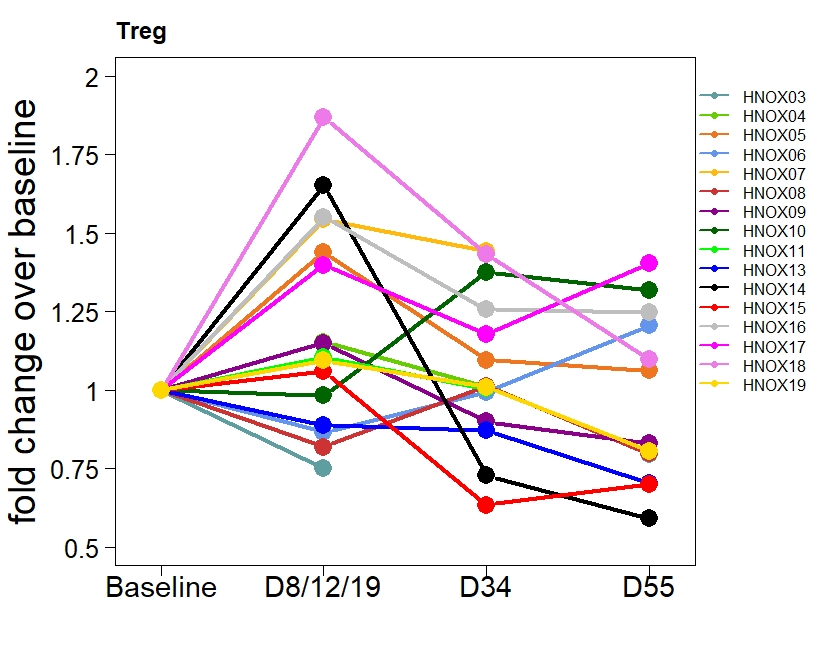 Treg
fold change over baseline
2
1.75
1.5
1.25
1
0.75
0.5
Baseline D8/12/19 D34 D55
HNOX03
HNOX04
HNOX05
HNOX06
HNOX07
HNOX08
HNOX09
HNOX10
HNOX11
HNOX13
HNOX14
HNOX15
HNOX16
HNOX17
HNOX18
HNOX19